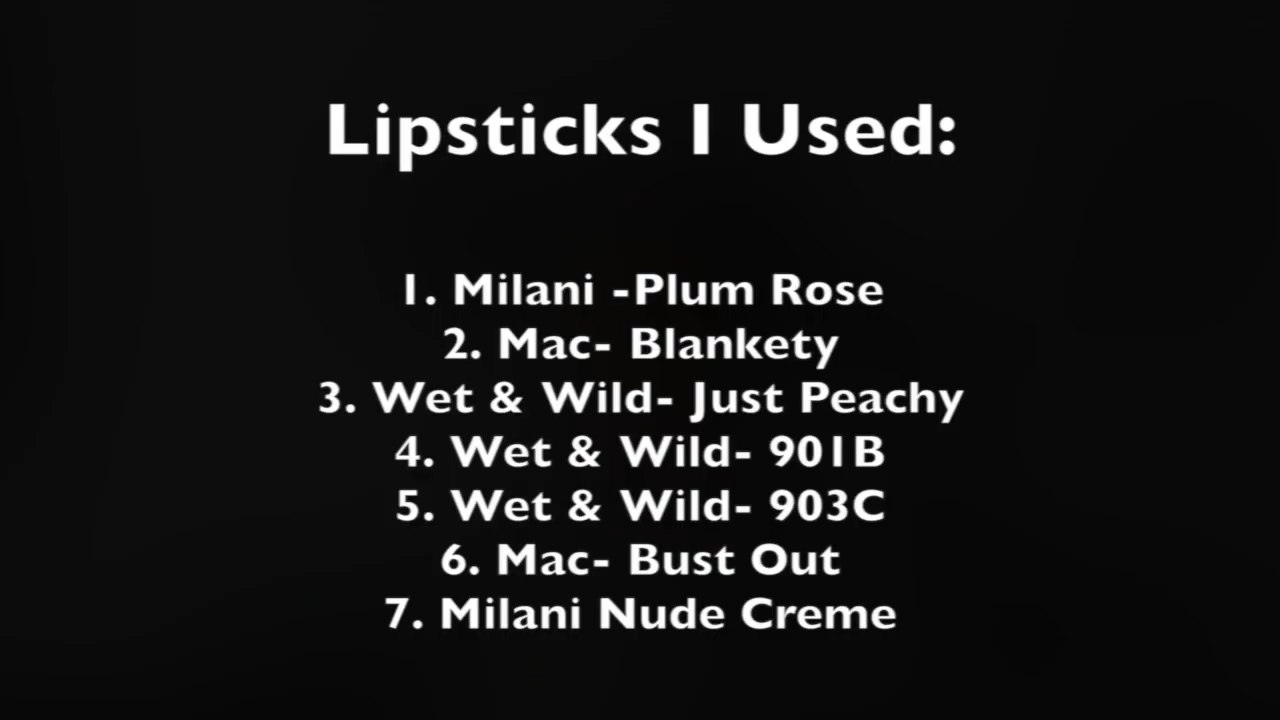 Lipsticks I Used:
1. Milani -Plum Rose
2. Mac- Blankety
3. Wet & Wild- Just Peachy
4. Wet & Wild- 901B
5. Wet & Wild- 903C
6. Mac- Bust Out
7. Milani Nude Creme